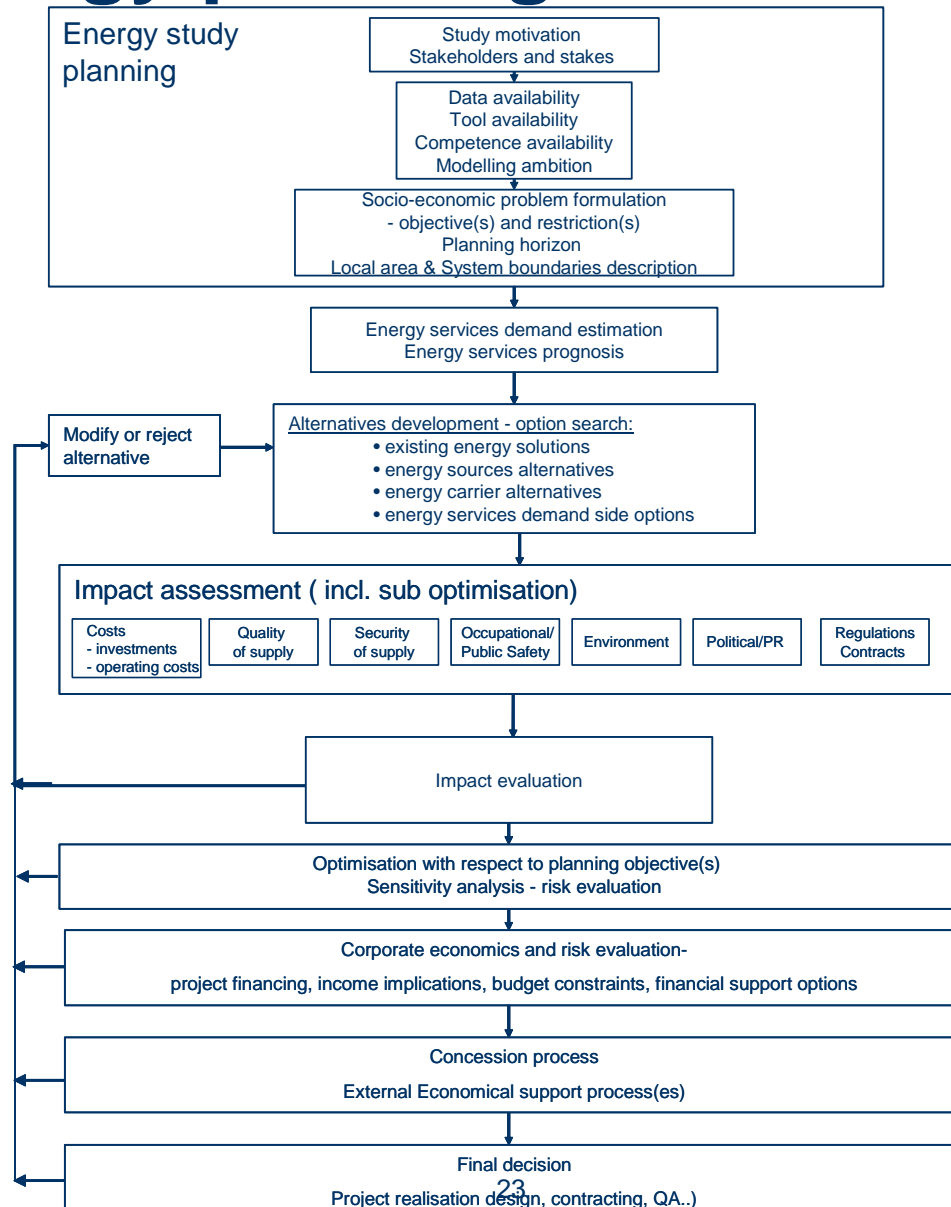 Energy study
planning
Study motivation
Stakeholders and stakes
Data availability
Tool availability
Competence availability
Modelling ambition
Socio-economic problem formulation
- objective(s) and restriction(s)
Planning horizon
Local area & System boundaries description
Energy services demand estimation
Energy services prognosis
Modify or reject
alternative
Alternatives development - option search:
• existing energy solutions
• energy sources alternatives
• energy carrier alternatives
• energy services demand side options
Impact assessment ( incl. sub optimisation)
Costs
- investments
- operating costs
Quality
of supply
Security
of supply
Occupational/
Public Safety
Environment
Political/PR
Regulations
Contracts
Impact evaluation
Optimisation with respect to planning objective(s)
Sensitivity analysis - risk evaluation
Corporate economics and risk evaluation-
project financing, income implications, budget constraints, financial support options
Concession process
External Economical support process(es)
Final decision
Project realisation design, contracting, QA..)
23